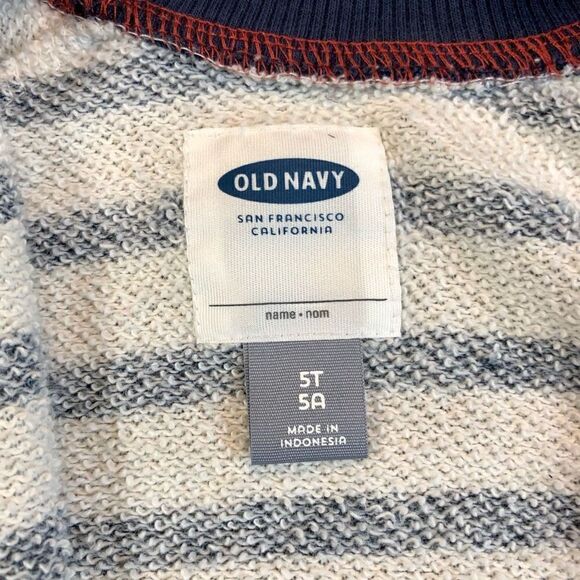 OLD NAVY
SAN FRANCISCO
CALIFORNIA
name • nom
5T
5A
MADE IN
INDONESIA